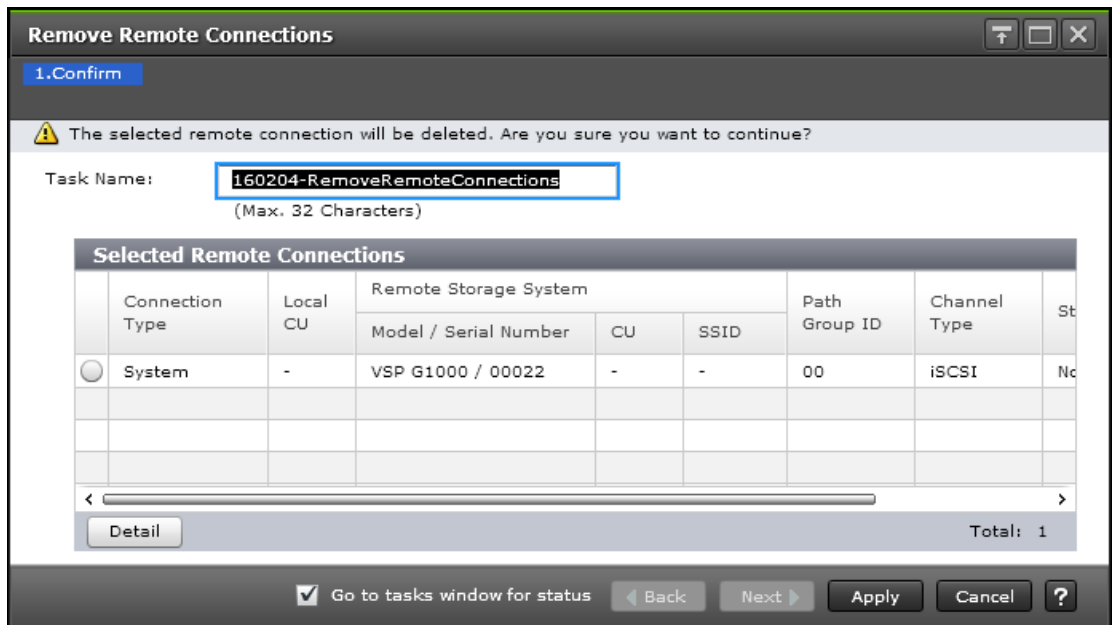 Remove Remote Connections
1.Confirm
The selected remote connection will be deleted. Are you sure you want to continue?
Task Name: 160204-RemoveRemoteConnections
(Max. 32 Characters)
Selected Remote Connections
Connection Type Local CU Remote Storage System Path Group ID Channel Type St
Model / Serial Number CU SSID
System - VSP G1000 / 00022 - - 00 iSCSI No
Detail Total: 1
Go to tasks window for status Back Next Apply Cancel ?